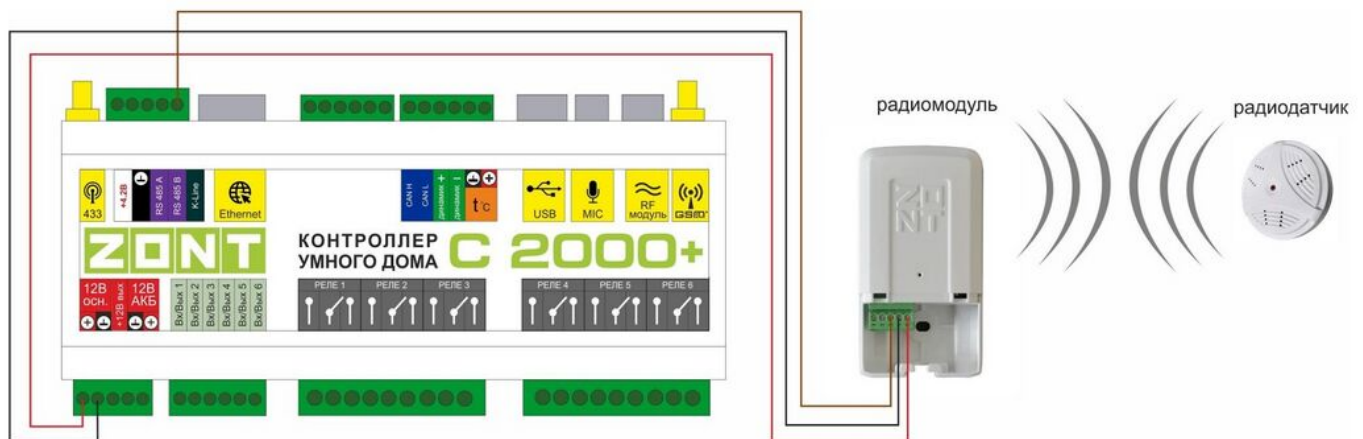 радиомодуль
радиодатчик
433
+4,2В
RS 485 A
RS 485 B
K-Line
Ethernet
CAN H
CAN L
динамик +
динамик –
t°c
USB
MIC
RF
модуль
GSM
ZONT
КОНТРОЛЛЕР
УМНОГО ДОМА
C 2000+
12В
осн.
+12В вых
12В
АКБ
Вх/Вых 1
Вх/Вых 2
Вх/Вых 3
Вх/Вых 4
Вх/Вых 5
Вх/Вых 6
РЕЛЕ 1
РЕЛЕ 2
РЕЛЕ 3
РЕЛЕ 4
РЕЛЕ 5
РЕЛЕ 6
ZONT